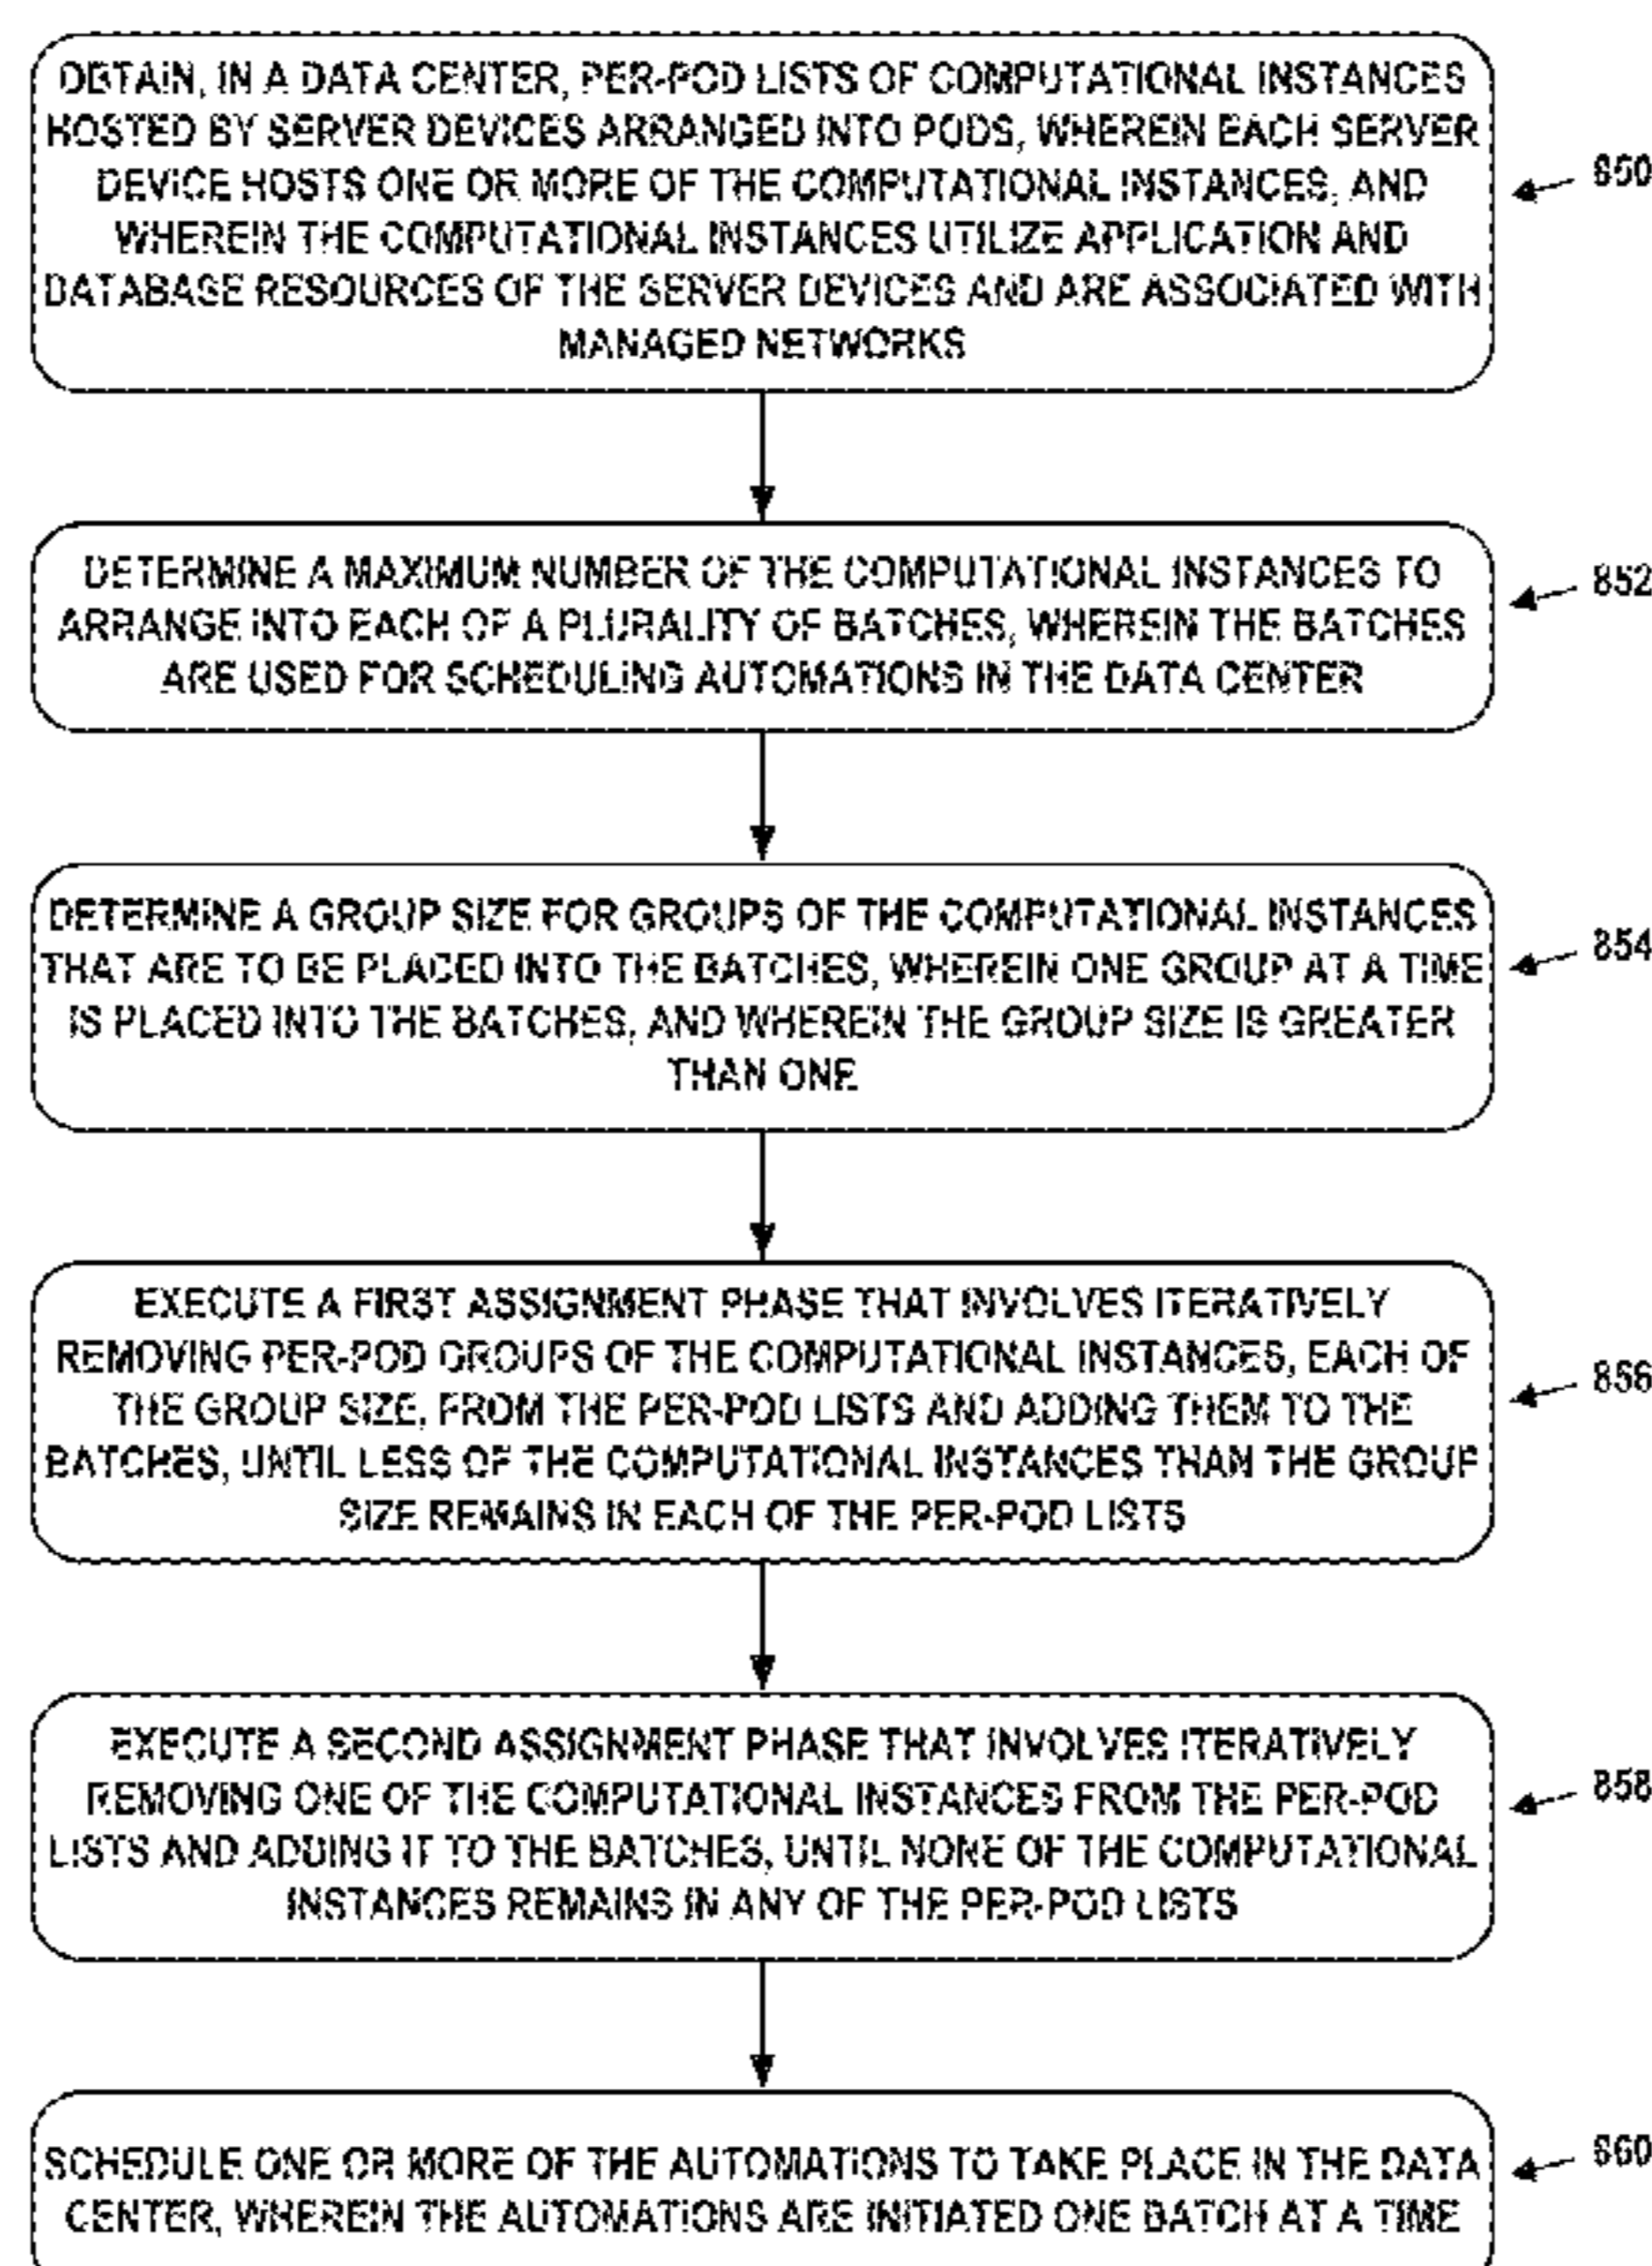 OBTAIN, IN A DATA CENTER, PER-POD LISTS OF COMPUTATIONAL INSTANCES
HOSTED BY SERVER DEVICES ARRANGED INTO PODS, WHEREIN EACH SERVER
DEVICE HOSTS ONE OR MORE OF THE COMPUTATIONAL INSTANCES, AND
WHEREIN THE COMPUTATIONAL INSTANCES UTILIZE APPLICATION AND
DATABASE RESOURCES OF THE SERVER DEVICES AND ARE ASSOCIATED WITH
MANAGED NETWORKS
850
DETERMINE A MAXIMUM NUMBER OF THE COMPUTATIONAL INSTANCES TO
ARRANGE INTO EACH OF A PLURALITY OF BATCHES, WHEREIN THE BATCHES
ARE USED FOR SCHEDULING AUTOMATIONS IN THE DATA CENTER
852
DETERMINE A GROUP SIZE FOR GROUPS OF THE COMPUTATIONAL INSTANCES
THAT ARE TO BE PLACED INTO THE BATCHES, WHEREIN ONE GROUP AT A TIME
IS PLACED INTO THE BATCHES, AND WHEREIN THE GROUP SIZE IS GREATER
THAN ONE
854
EXECUTE A FIRST ASSIGNMENT PHASE THAT INVOLVES ITERATIVELY
REMOVING PER-POD GROUPS OF THE COMPUTATIONAL INSTANCES, EACH OF
THE GROUP SIZE, FROM THE PER-POD LISTS AND ADDING THEM TO THE
BATCHES, UNTIL LESS OF THE COMPUTATIONAL INSTANCES THAN THE GROUP
SIZE REMAINS IN EACH OF THE PER-POD LISTS
856
EXECUTE A SECOND ASSIGNMENT PHASE THAT INVOLVES ITERATIVELY
REMOVING ONE OF THE COMPUTATIONAL INSTANCES FROM THE PER-POD
LISTS AND ADDING IT TO THE BATCHES, UNTIL NONE OF THE COMPUTATIONAL
INSTANCES REMAINS IN ANY OF THE PER-POD LISTS
858
SCHEDULE ONE OR MORE OF THE AUTOMATIONS TO TAKE PLACE IN THE DATA
CENTER, WHEREIN THE AUTOMATIONS ARE INITIATED ONE BATCH AT A TIME
860